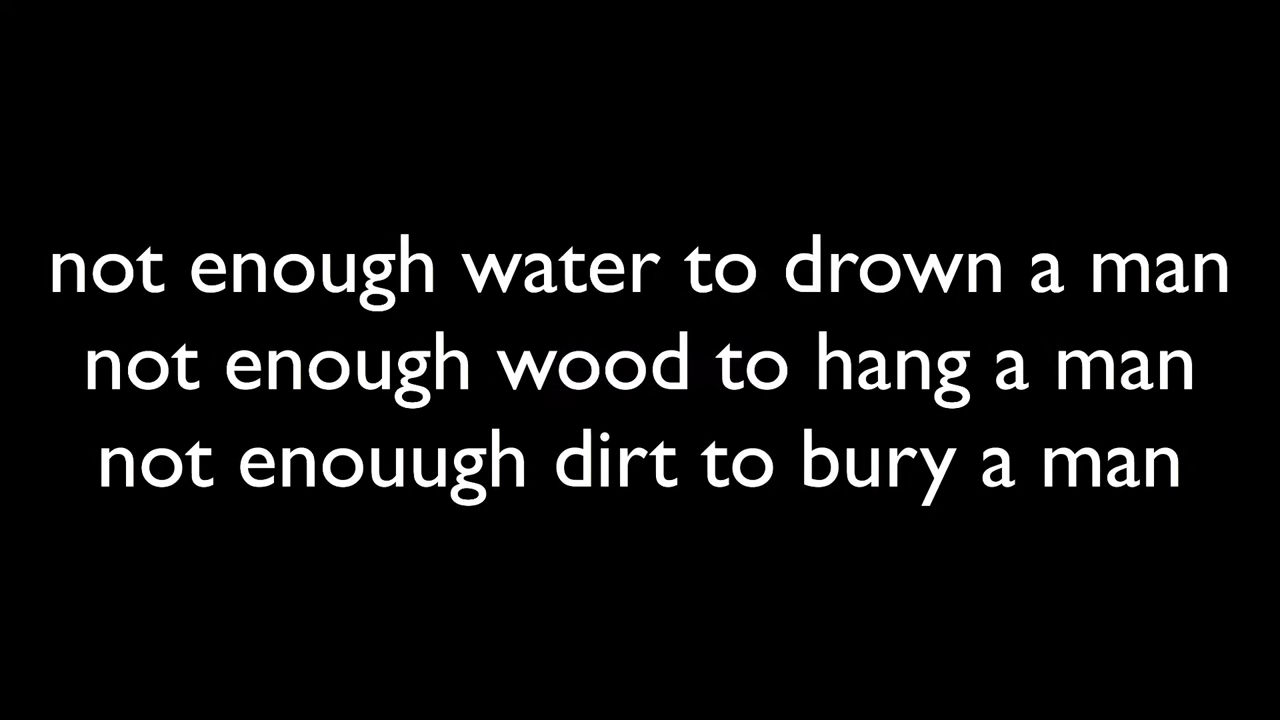 not enough water to drown a man
not enough wood to hang a man
not enouugh dirt to bury a man